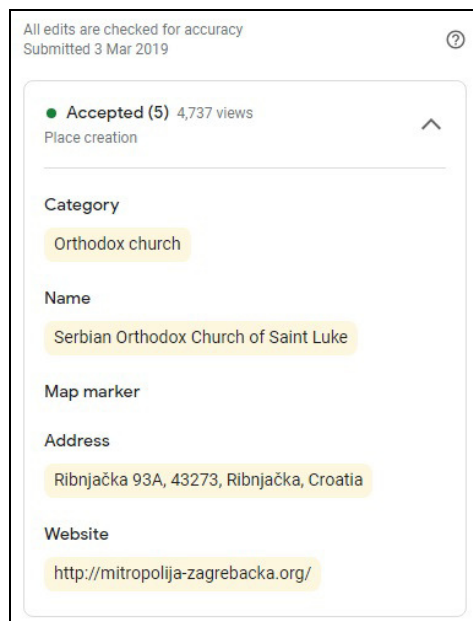 All edits are checked for accuracy
Submitted 3 Mar 2019
Accepted (5) 4,737 views
Place creation
Category
Orthodox church
Name
Serbian Orthodox Church of Saint Luke
Map marker
Address
Ribnjačka 93A, 43273, Ribnjačka, Croatia
Website
http://mitropolija-zagrebacka.org/